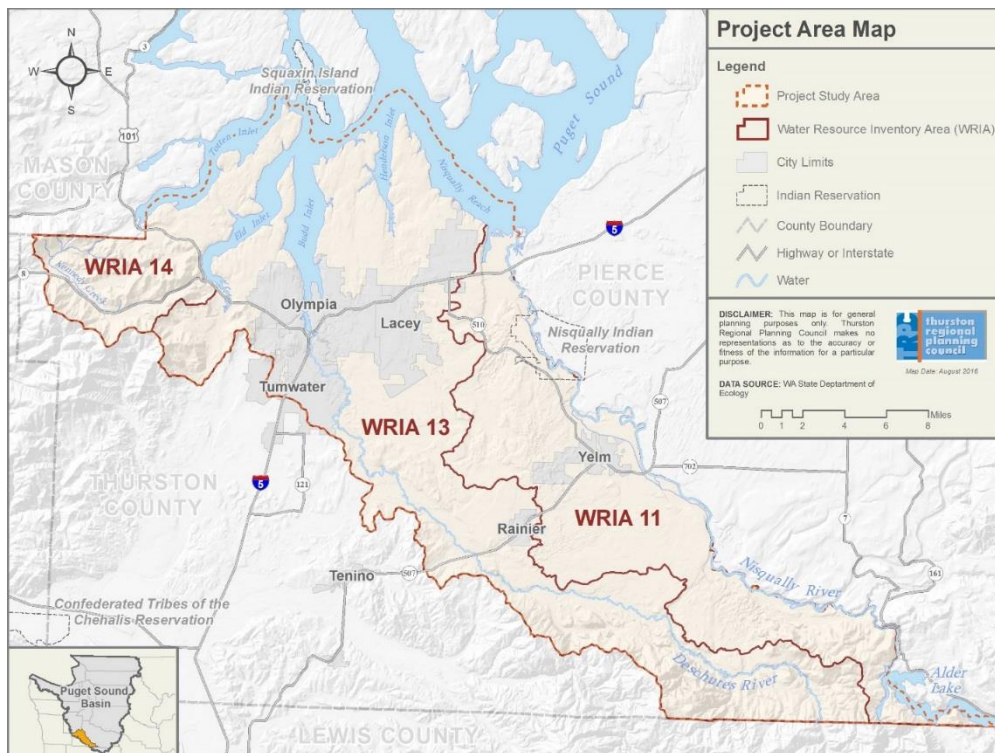 Project Area Map
Legend
Project Study Area
Water Resource Inventory Area (WRIA)
City Limits
Indian Reservation
County Boundary
Highway or Interstate
Water
DISCLAIMER: This map is for general
planning purposes only. Thurston
Regional Planning Council makes no
representations as to the accuracy or
fitness of the information for a particular
purpose.
TRPC
thurston
regional
planning
council
Map Date: August 2016
DATA SOURCE: WA State Deptartment of
Ecology
0 1 2 4 6 8 Miles
N
W E
S
3
Squaxin Island
Indian Reservation
Puget Sound
101
Totten Inlet
Henderson Inlet
MASON
COUNTY
Nisqually Reach
Eld Inlet
Budd Inlet
5
WRIA 14
8
Kennedy Creek
PIERCE
COUNTY
Olympia
Lacey
510
Nisqually Indian
Reservation
Tumwater
507
WRIA 13
Yelm
702
5
THURSTON
COUNTY
121
WRIA 11
7
Rainier
Tenino
507
Nisqually River
161
Confederated Tribes of the
Chehalis Reservation
Deschutes River
Alder
Lake
Puget Sound
Basin
LEWIS COUNTY